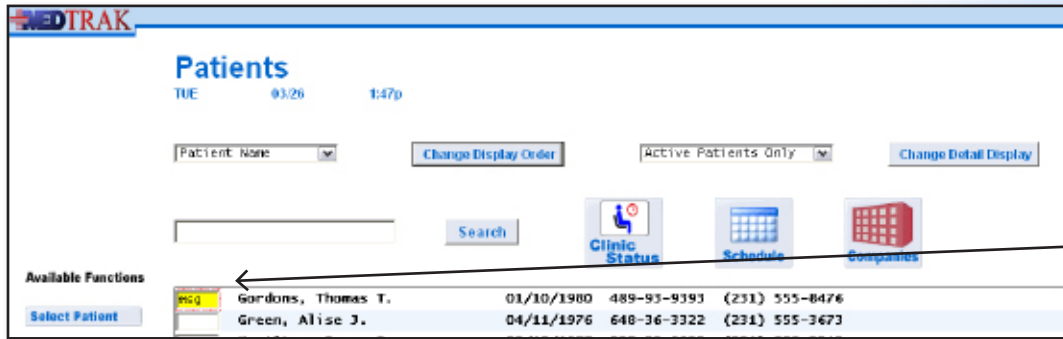 MEDTRAK
Patients
TUE 03/26 1:47p
Patient Name Change Display Order Active Patients Only Change Detail Display
Search Clinic Status Schedule Companies
Available Functions
msg Gordons, Thomas T. 01/10/1980 489-93-9393 (231) 555-8476
Select Patient
Green, Alise J. 04/11/1976 648-36-3322 (231) 555-3673